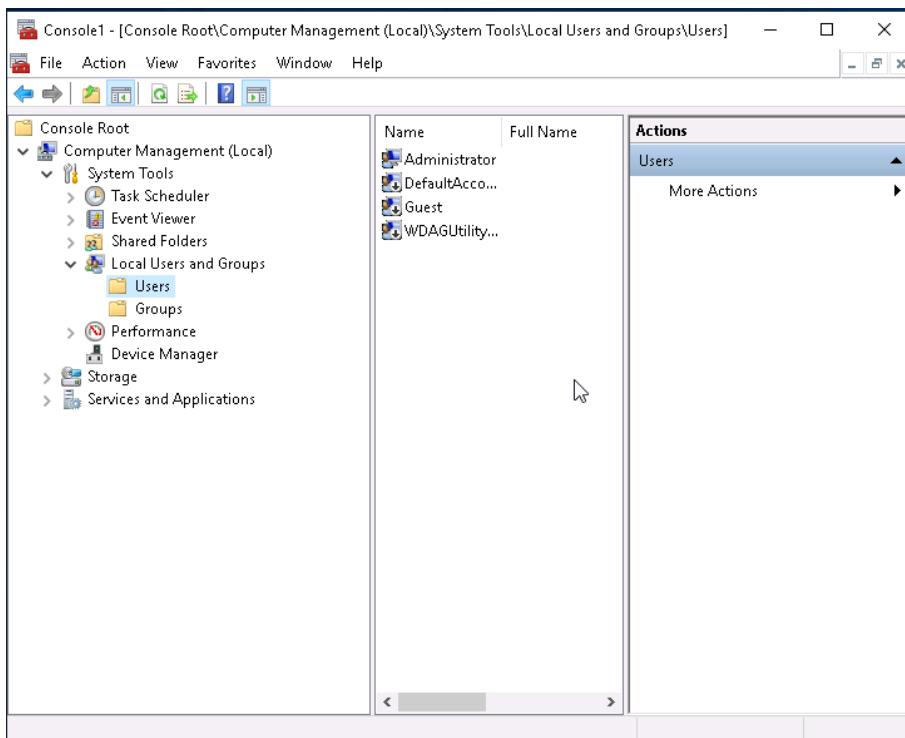 Console1 - [Console Root\Computer Management (Local)\System Tools\Local Users and Groups\Users]
File Action View Favorites Window Help
Console Root
Computer Management (Local)
System Tools
Task Scheduler
Event Viewer
Shared Folders
Local Users and Groups
Users
Groups
Performance
Device Manager
Storage
Services and Applications
Name Full Name
Administrator
DefaultAcco...
Guest
WDAGUtility...
Actions
Users
More Actions